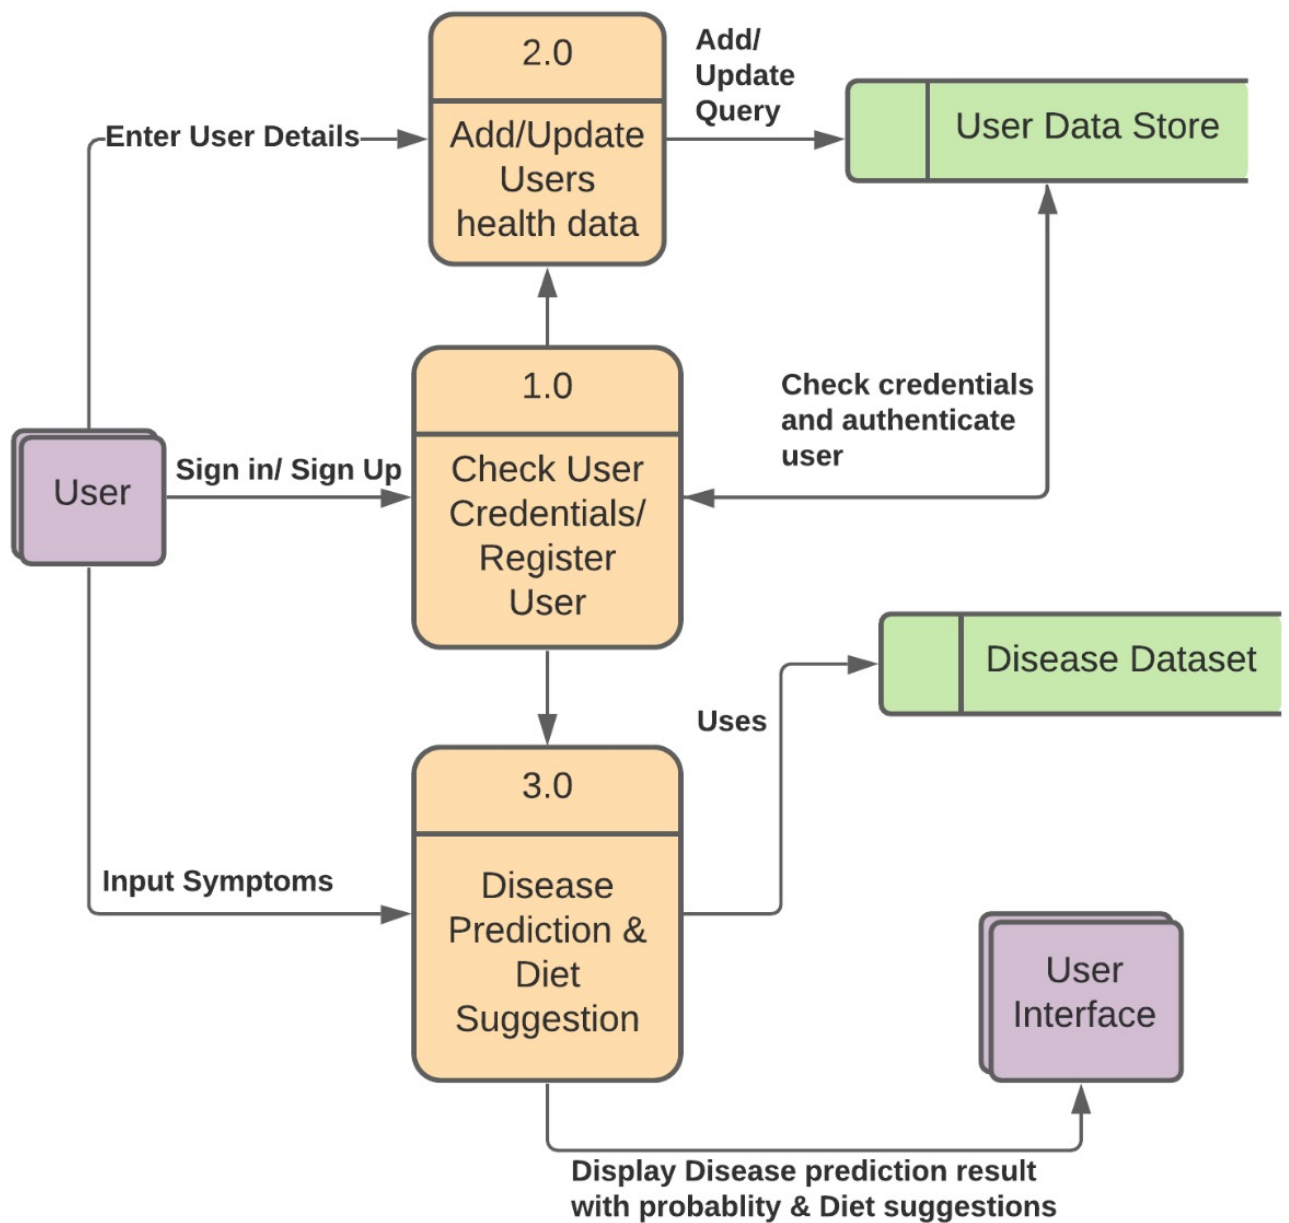 2.0
Add/Update
Users
health data
Add/
Update
Query
User Data Store
Enter User Details
1.0
Check User
Credentials/
Register
User
Check credentials
and authenticate
user
User
Sign in/ Sign Up
Disease Dataset
Uses
3.0
Disease
Prediction &
Diet
Suggestion
Input Symptoms
User
Interface
Display Disease prediction result
with probablity & Diet suggestions